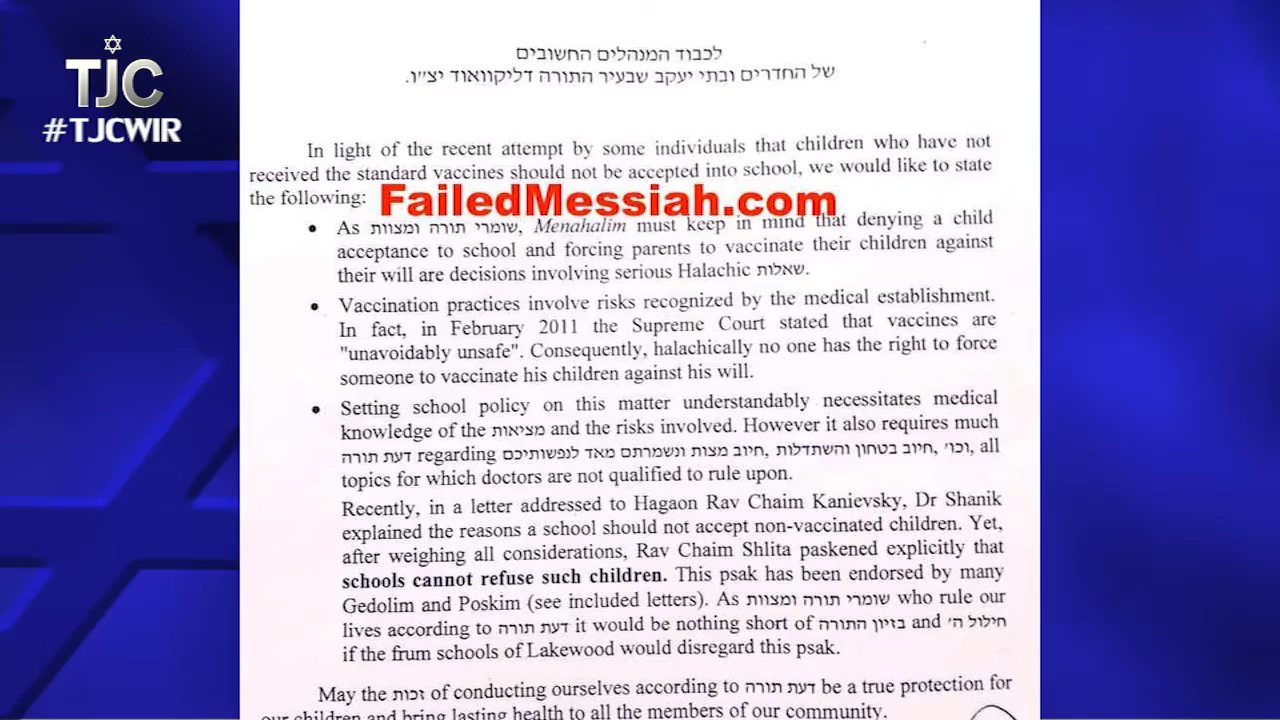 TJC
#TJCWIR
לכבוד המנהלים החשובים
של החדרים ובתי יעקב שבעיר התורה דליקוואוד יצ״ו.
In light of the recent attempt by some individuals that children who have not
received the standard vaccines should not be accepted into school, we would like to state
the following:
FailedMessiah.com
• As שומרי תורה ומצוות, Menahalim must keep in mind that denying a child
acceptance to school and forcing parents to vaccinate their children against
their will are decisions involving serious Halachic שאלות.
• Vaccination practices involve risks recognized by the medical establishment.
In fact, in February 2011 the Supreme Court stated that vaccines are
"unavoidably unsafe". Consequently, halachically no one has the right to force
someone to vaccinate his children against his will.
• Setting school policy on this matter understandably necessitates medical
knowledge of the מציאות and the risks involved. However it also requires much
דעת תורה regarding חיוב בטחון והשתדלות, חיוב מצות ונשמרתם מאד לנפשותיכם, וכו', all
topics for which doctors are not qualified to rule upon.
Recently, in a letter addressed to Hagaon Rav Chaim Kanievsky, Dr Shanik
explained the reasons a school should not accept non-vaccinated children. Yet,
after weighing all considerations, Rav Chaim Shlita paskened explicitly that
schools cannot refuse such children. This psak has been endorsed by many
Gedolim and Poskim (see included letters). As שומרי תורה ומצוות who rule our
lives according to דעת תורה it would be nothing short of בזיון התורה and חילול ה'
if the frum schools of Lakewood would disregard this psak.
May the זכות of conducting ourselves according to דעת תורה be a true protection for
our children and bring lasting health to all the members of our community.